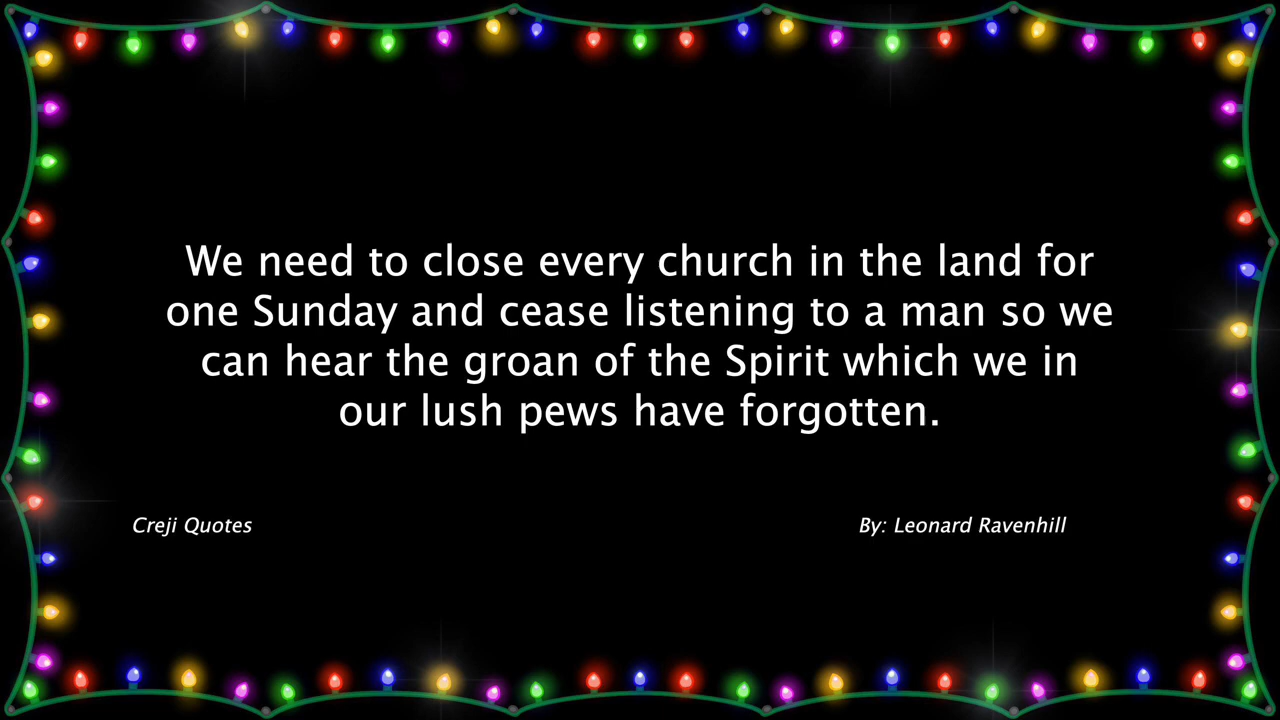 We need to close every church in the land for
one Sunday and cease listening to a man so we
can hear the groan of the Spirit which we in
our lush pews have forgotten.
Creji Quotes
By: Leonard Ravenhill